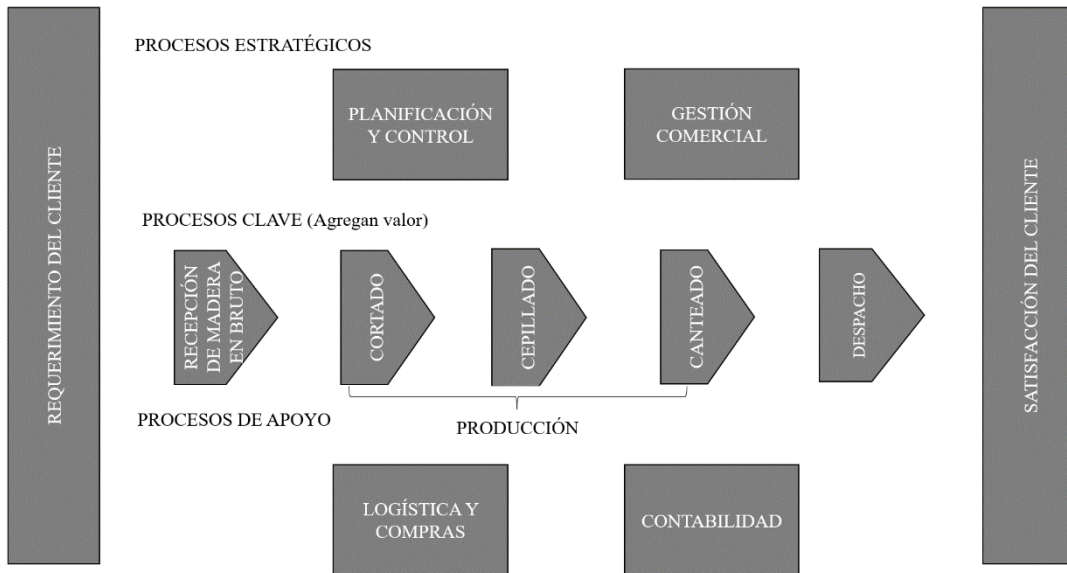 REQUERIMIENTO DEL CLIENTE
PROCESOS ESTRATÉGICOS
PLANIFICACIÓN
Y CONTROL
GESTIÓN
COMERCIAL
PROCESOS CLAVE (Agregan valor)
RECEPCIÓN
DE MADERA
EN BRUTO
CORTADO
CEPILLADO
CANTEADO
DESPACHO
PRODUCCIÓN
PROCESOS DE APOYO
LOGÍSTICA Y
COMPRAS
CONTABILIDAD
SATISFACCIÓN DEL CLIENTE